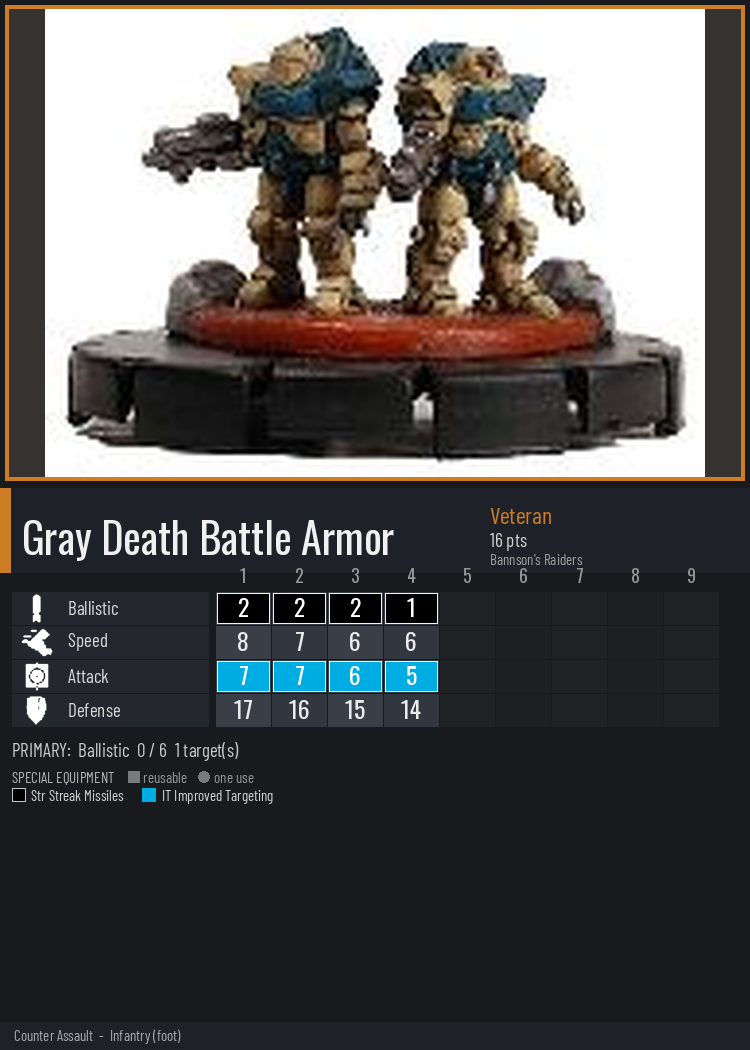 Gray Death Battle Armor
Veteran
16 pts
Bannson's Raiders
1 2 3 4 5 6 7 8 9
Ballistic 2 2 2 1
Speed 8 7 6 6
Attack 7 7 6 5
Defense 17 16 15 14
PRIMARY: Ballistic 0 / 6 1 target(s)
SPECIAL EQUIPMENT reusable one use
Str Streak Missiles IT Improved Targeting
Counter Assault - Infantry (foot)